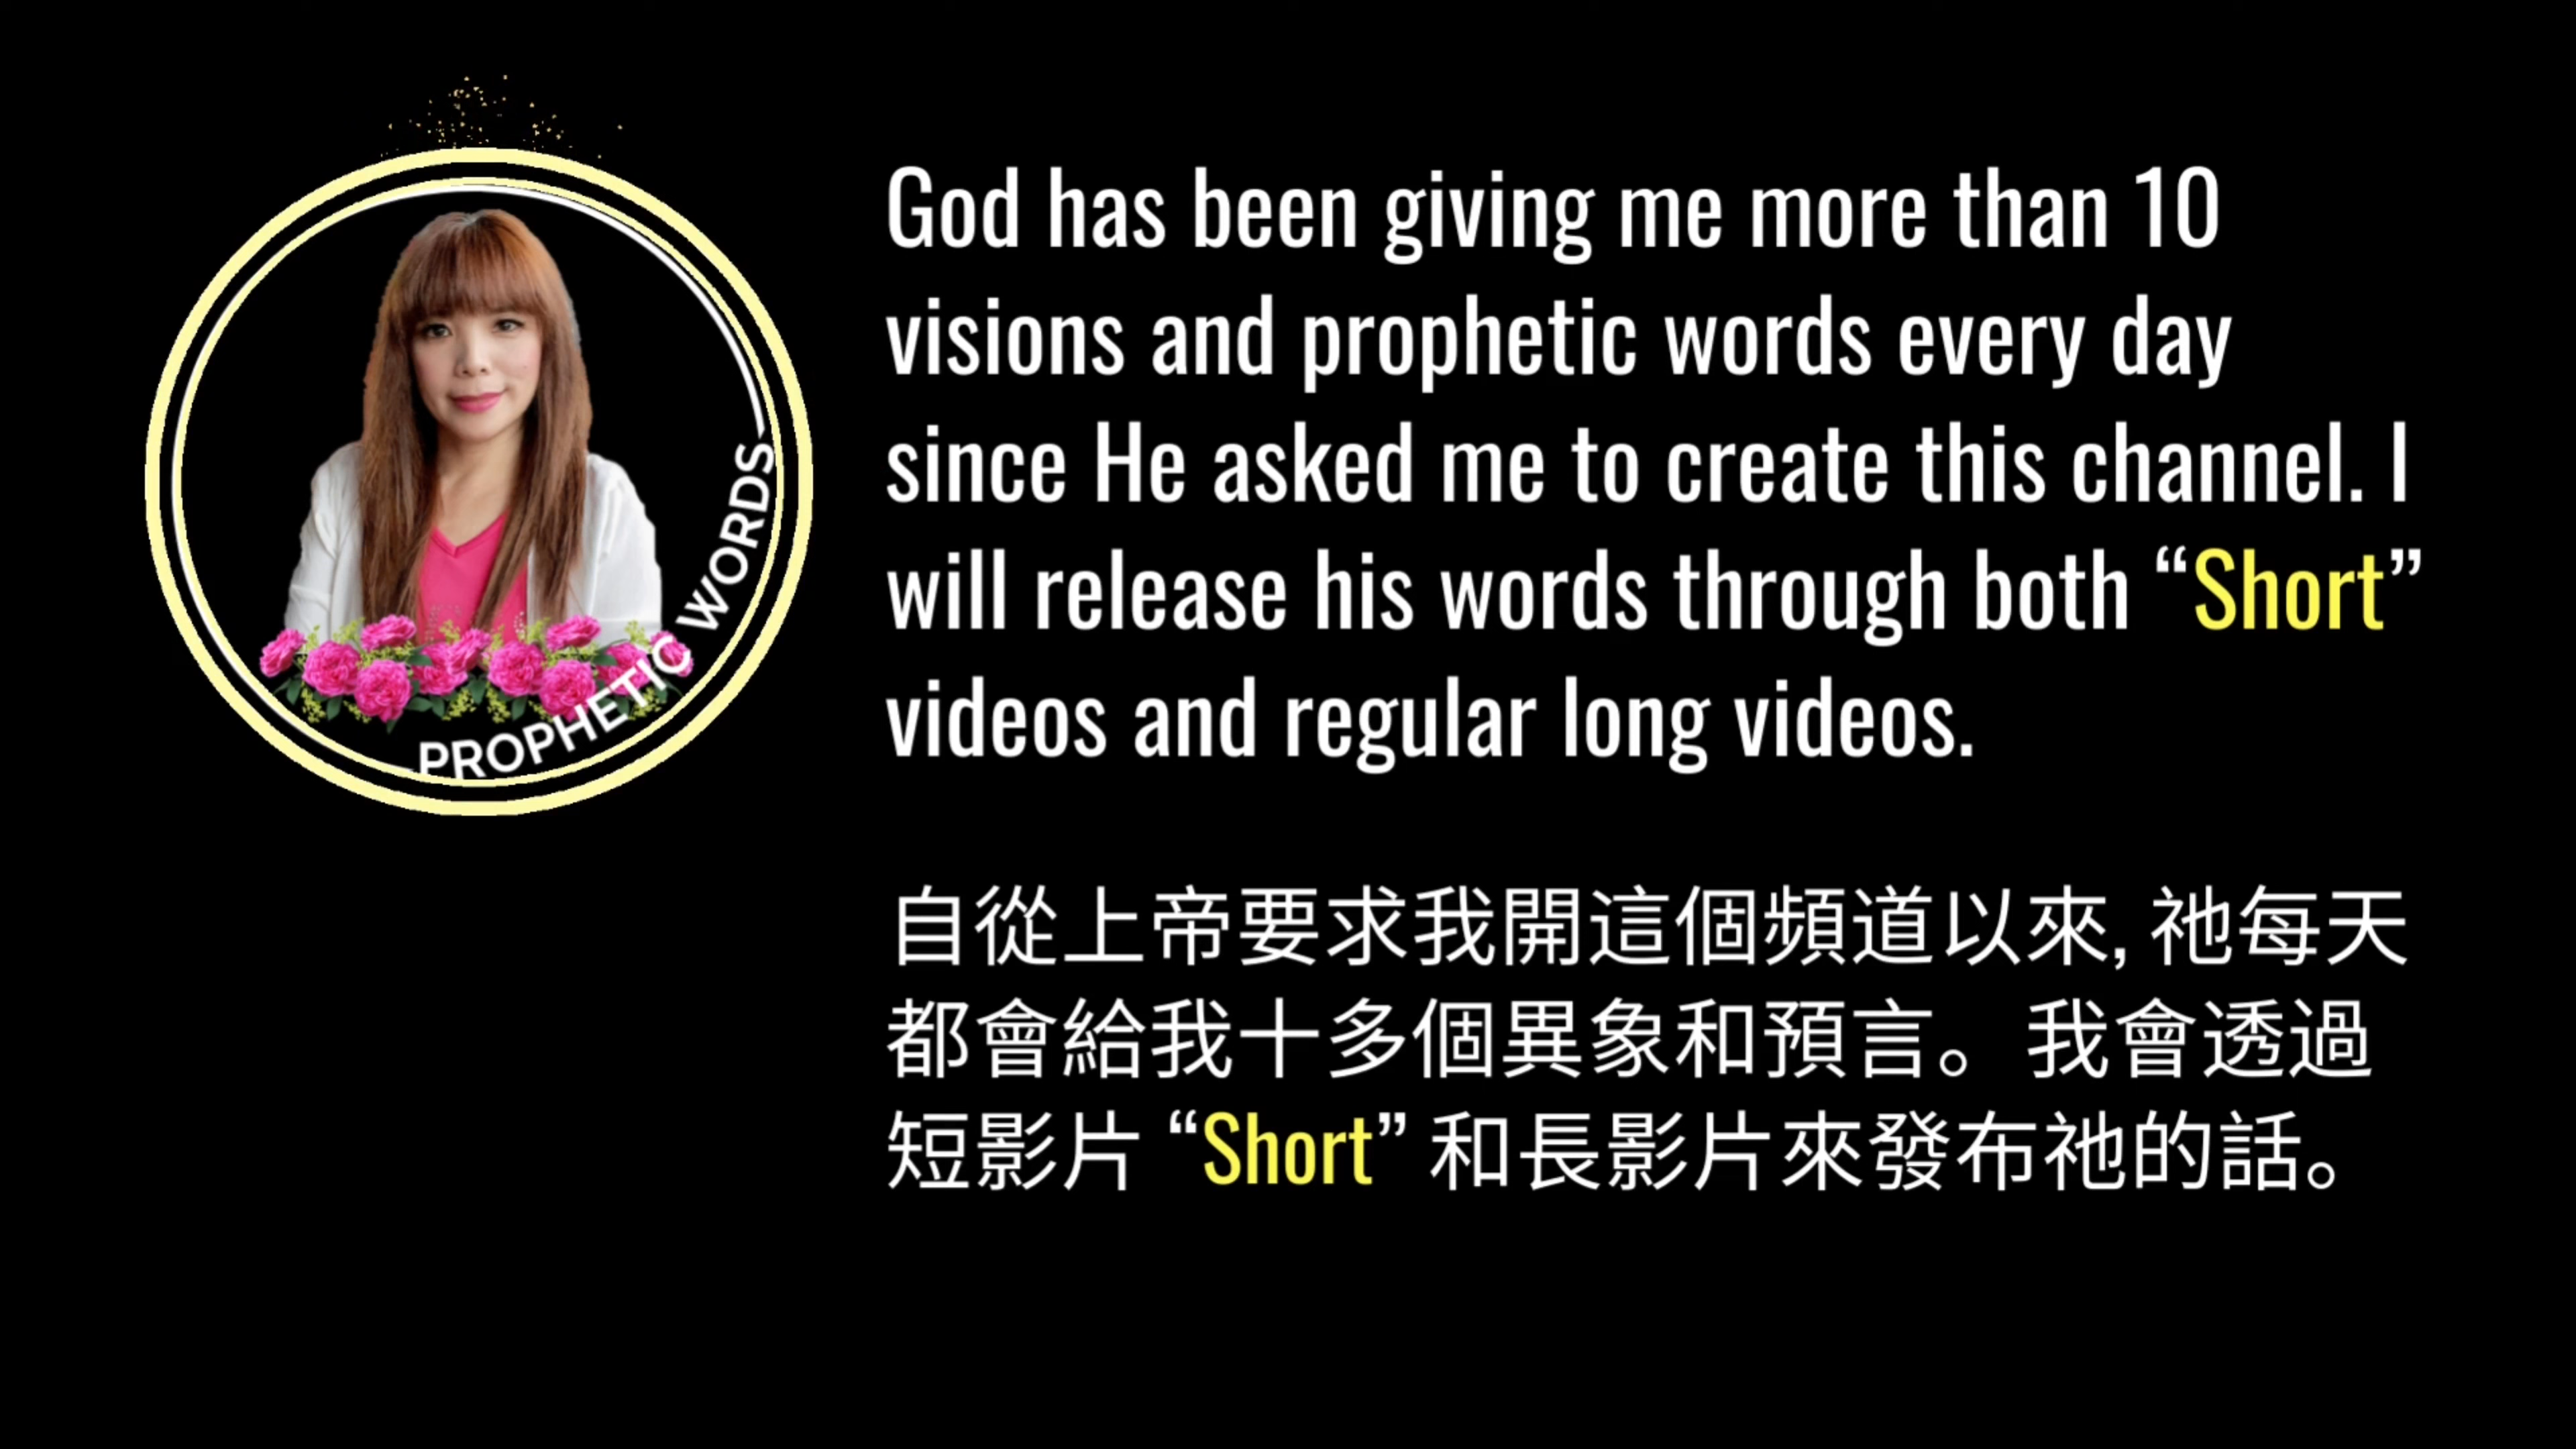 God has been giving me more than 10
visions and prophetic words every day
since He asked me to create this channel. I
will release his words through both “Short”
videos and regular long videos.
自從上帝要求我開這個頻道以來, 祂每天
都會給我十多個異象和預言。我會透過
短影片 “Short” 和長影片來發布祂的話。
PROPHETIC WORDS